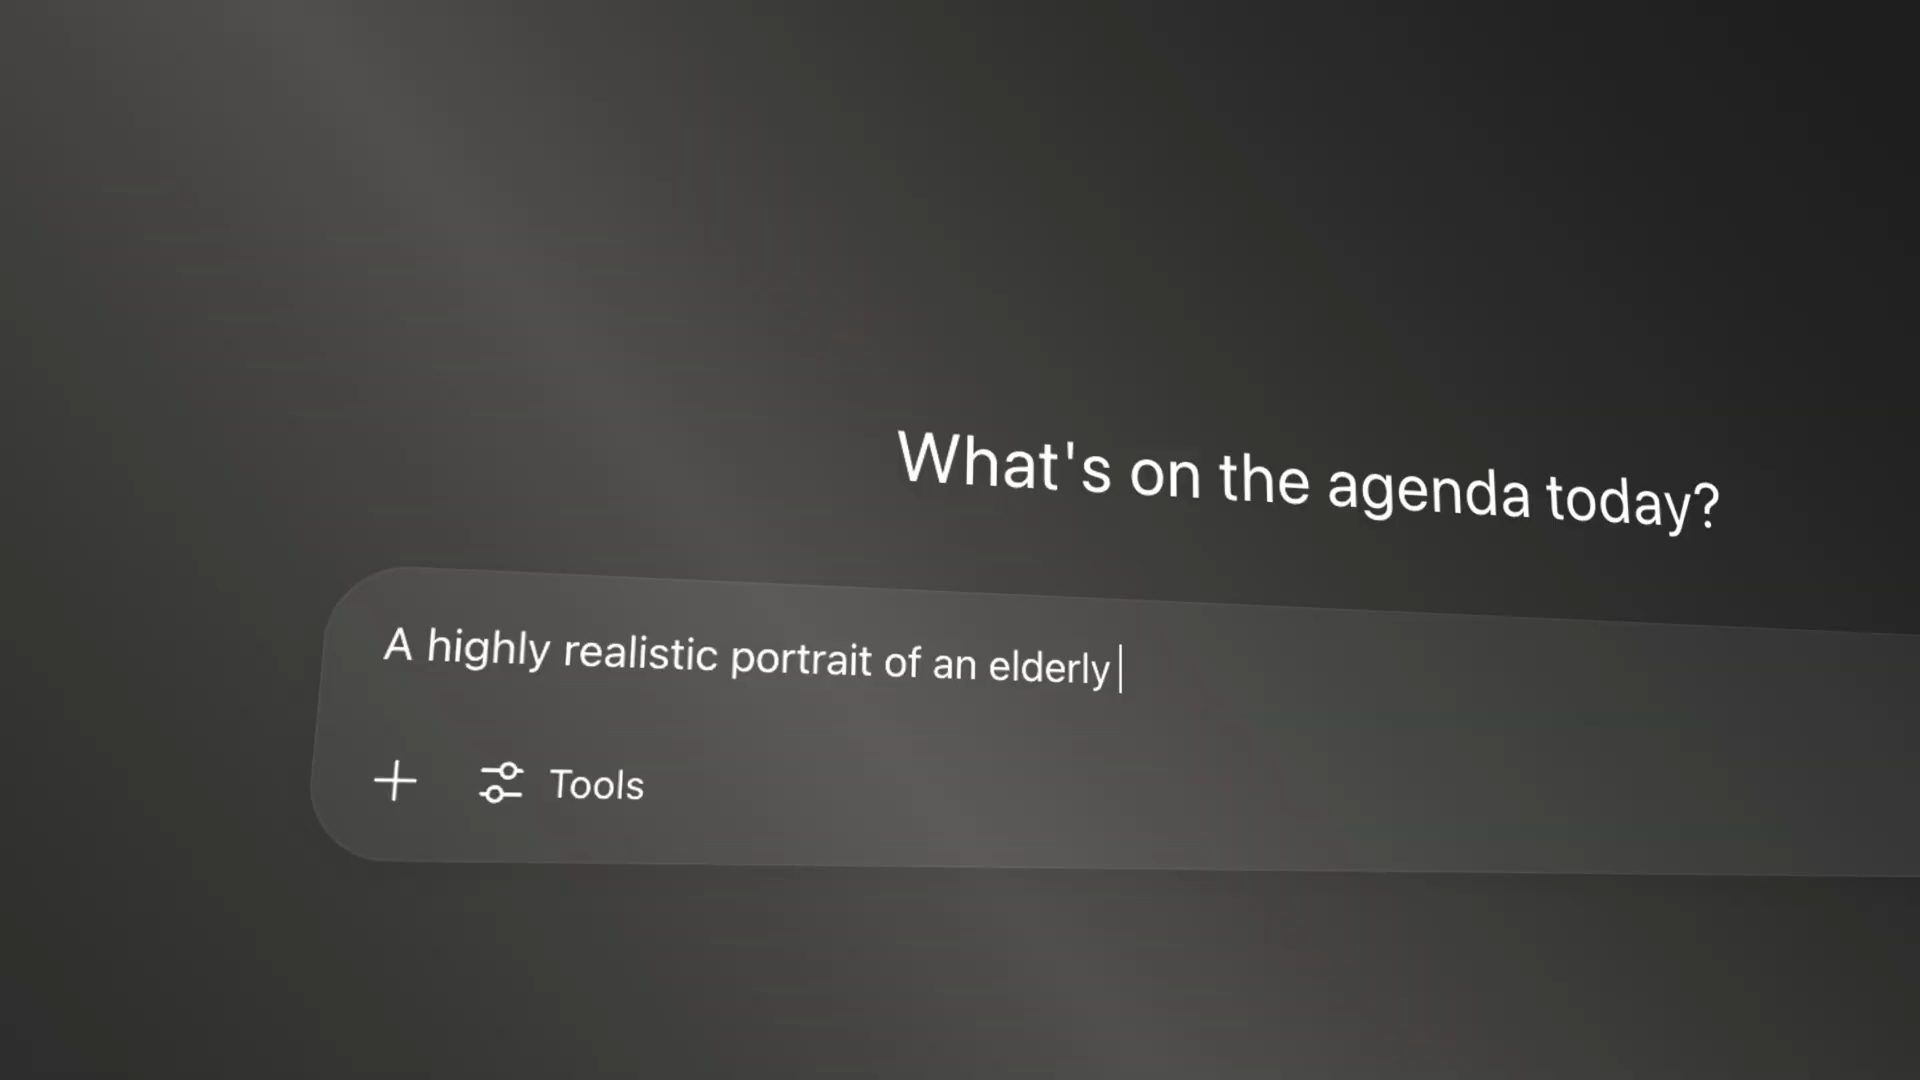 What's on the agenda today?
A highly realistic portrait of an elderly
Tools